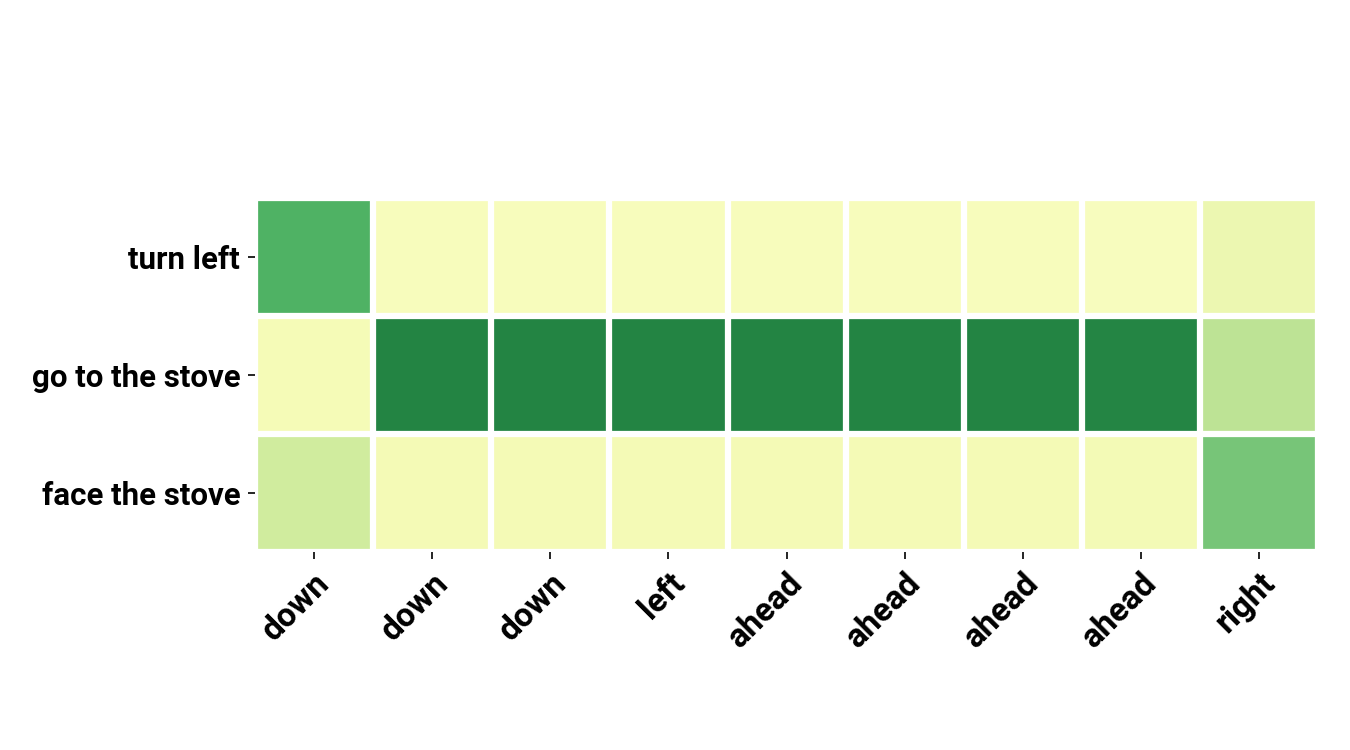 turn left
go to the stove
face the stove
down
down
down
left
ahead
ahead
ahead
ahead
right